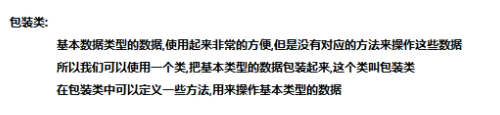 包装类:
基本数据类型的数据,使用起来非常的方便,但是没有对应的方法来操作这些数据
所以我们可以使用一个类,把基本类型的数据包装起来,这个类叫包装类
在包装类中可以定义一些方法,用来操作基本类型的数据